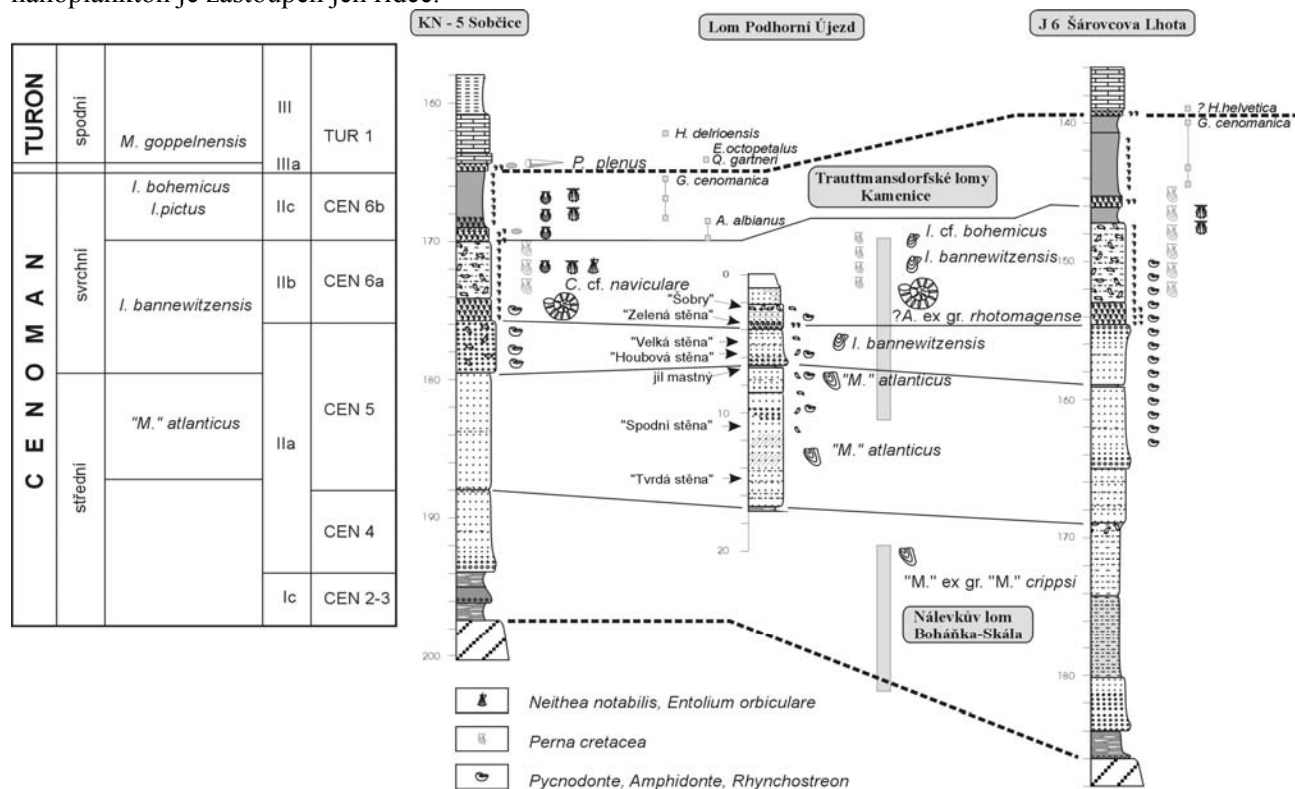 nanoplankton je zastoupen jen řídce.
KN - 5 Sobčice
Lom Podhorní Újezd
J 6 Šárovcova Lhota
TURON
spodní
M. goppelnensis
III
IIIa
TUR 1
CENOMAN
svrchní
I. bohemicus
I.pictus
IIc
CEN 6b
I. bannewitzensis
IIb
CEN 6a
střední
"M." atlanticus
IIa
CEN 5
CEN 4
Ic
CEN 2-3
160
170
160
190
200
P. plenus
H. delrioensis
E.octopetalus
Q. gartneri
G. cenomanica
A. albianus
C. cf. naviculare
0
10
20
"Šobry"
"Zelená stěna"
"Velká stěna"
"Houbová stěna"
jíl mastný
"Spodní stěna"
"Tvrdá stěna"
Trauttmansdorfské lomy
Kamenice
I. cf. bohemicus
I. bannewitzensis
?A. ex gr. rhotomagense
I. bannewitzensis
"M." atlanticus
"M." atlanticus
"M." ex gr. "M." crippsi
Nálevkův lom
Boháňka-Skála
140
150
160
170
160
? H.helvetica
G. cenomanica
Neithea notabilis, Entolium orbiculare
Perna cretacea
Pycnodonte, Amphidonte, Rhynchostreon